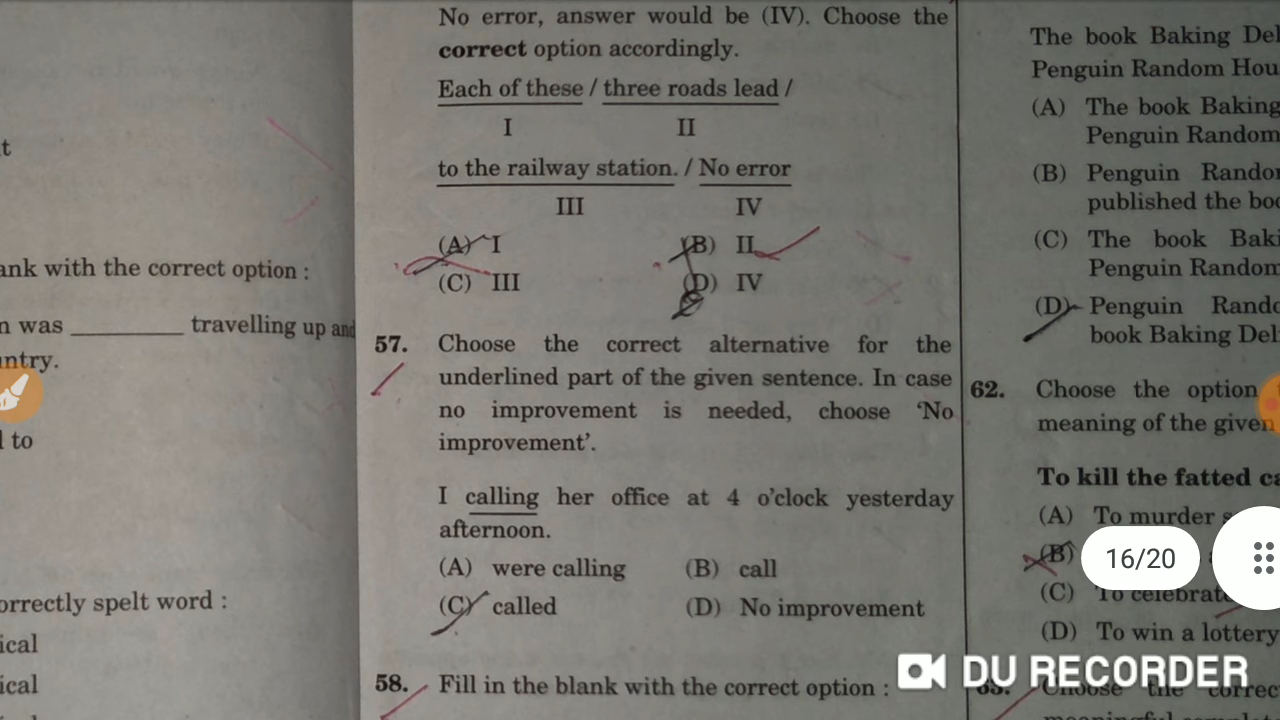 t
ank with the correct option :
n was ________ travelling up and
untry.
l to
orrectly spelt word :
ical
ical
No error, answer would be (IV). Choose the
correct option accordingly.
Each of these / three roads lead /
I II
to the railway station. / No error
III IV
(A) I (B) II
(C) III (D) IV
57. Choose the correct alternative for the
underlined part of the given sentence. In case
no improvement is needed, choose ‘No
improvement’.
I calling her office at 4 o’clock yesterday
afternoon.
(A) were calling (B) call
(C) called (D) No improvement
58. Fill in the blank with the correct option :
The book Baking Del
Penguin Random Hou
(A) The book Baking
Penguin Random
(B) Penguin Rando
published the boo
(C) The book Baki
Penguin Random
(D) Penguin Rando
book Baking Del
62. Choose the option
meaning of the given
To kill the fatted ca
(A) To murder s
(B)
(C) To celebrat
(D) To win a lottery
63. Choose the correc
16/20
DU RECORDER